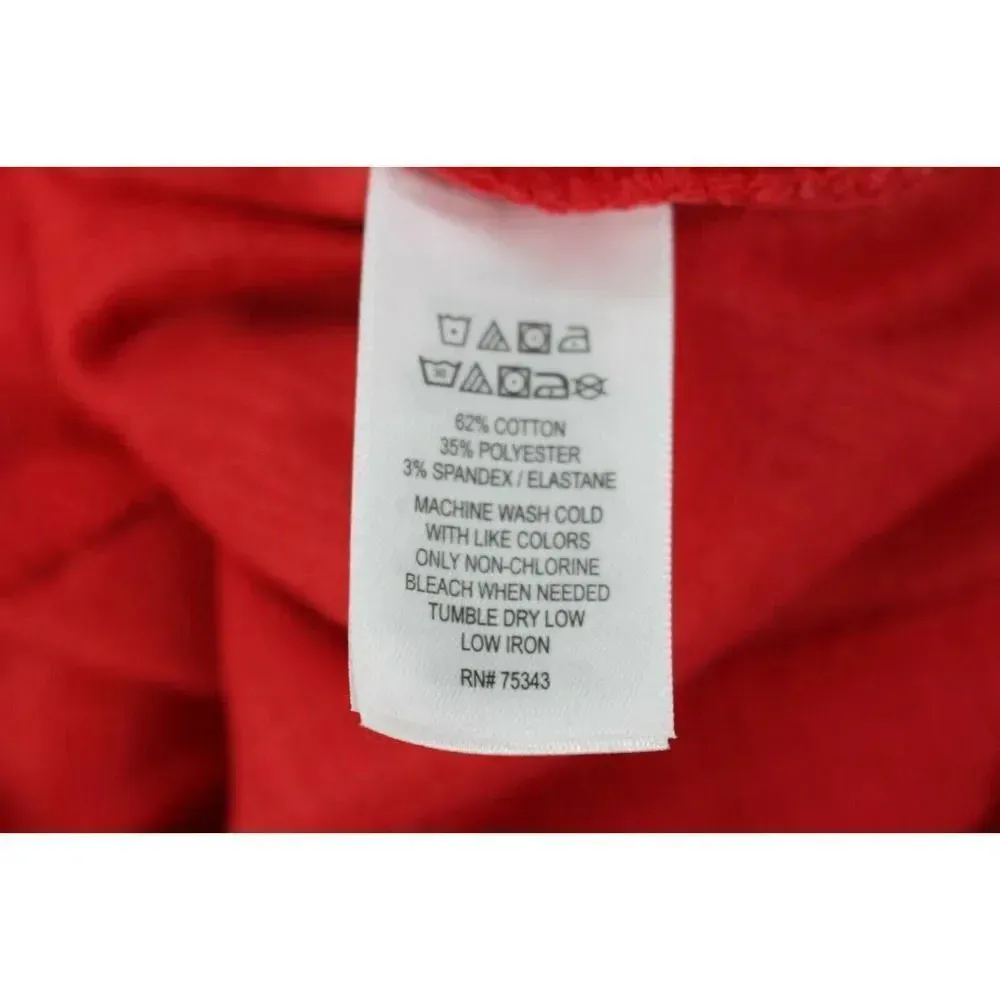 62% COTTON
35% POLYESTER
3% SPANDEX / ELASTANE
MACHINE WASH COLD
WITH LIKE COLORS
ONLY NON-CHLORINE
BLEACH WHEN NEEDED
TUMBLE DRY LOW
LOW IRON
RN# 75343